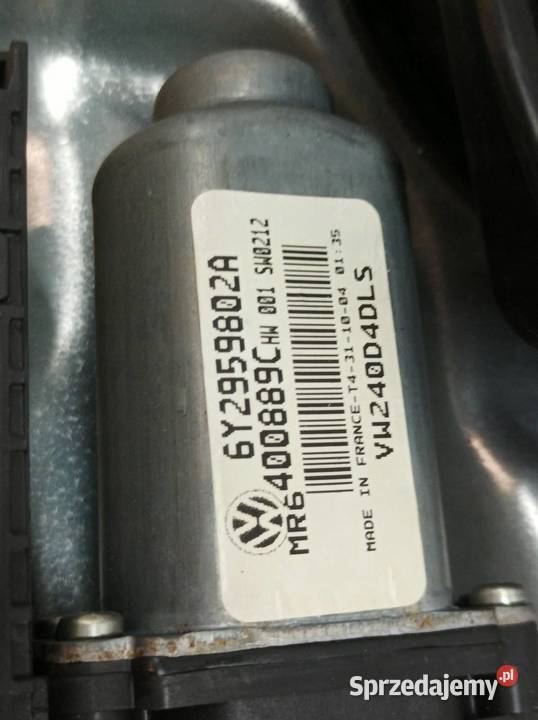 6Y2959802A
MR6400889C HW 001 SW0212
MADE IN FRANCE-T4-31-10-04 01:35
VW240D4DLS
Sprzedajemy.pl